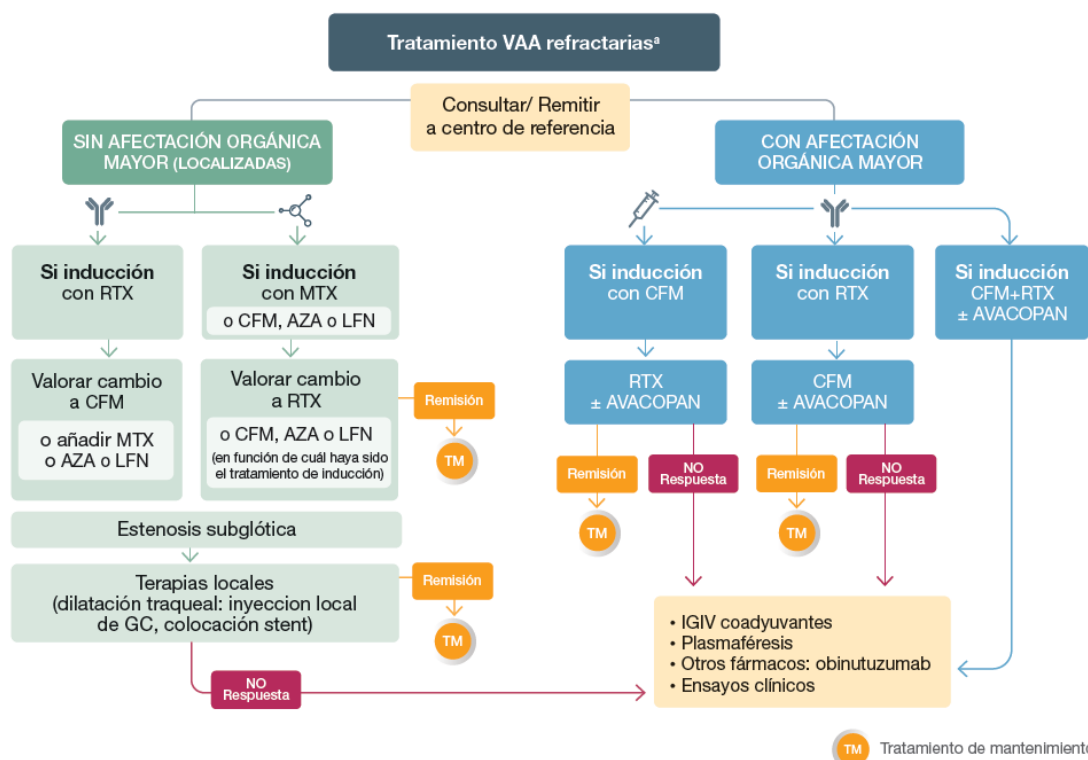 Tratamiento VAA refractariasª
Consultar/ Remitir
a centro de referencia
SIN AFECTACIÓN ORGÁNICA
MAYOR (LOCALIZADAS)
CON AFECTACIÓN
ORGÁNICA MAYOR
Si inducción
con RTX
Si inducción
con MTX
o CFM, AZA o LFN
Si inducción
con CFM
Si inducción
con RTX
Si inducción
CFM+RTX
± AVACOPAN
Valorar cambio
a CFM
o añadir MTX
o AZA o LFN
Valorar cambio
a RTX
o CFM, AZA o LFN
(en función de cuál haya sido
el tratamiento de inducción)
Remisión
TM
RTX
± AVACOPAN
CFM
± AVACOPAN
Remisión
NO
Respuesta
Remisión
NO
Respuesta
TM
TM
Estenosis subglótica
Terapias locales
(dilatación traqueal: inyeccion local
de GC, colocación stent)
Remisión
TM
NO
Respuesta
• IGIV coadyuvantes
• Plasmaféresis
• Otros fármacos: obinutuzumab
• Ensayos clínicos
TM Tratamiento de mantenimiento